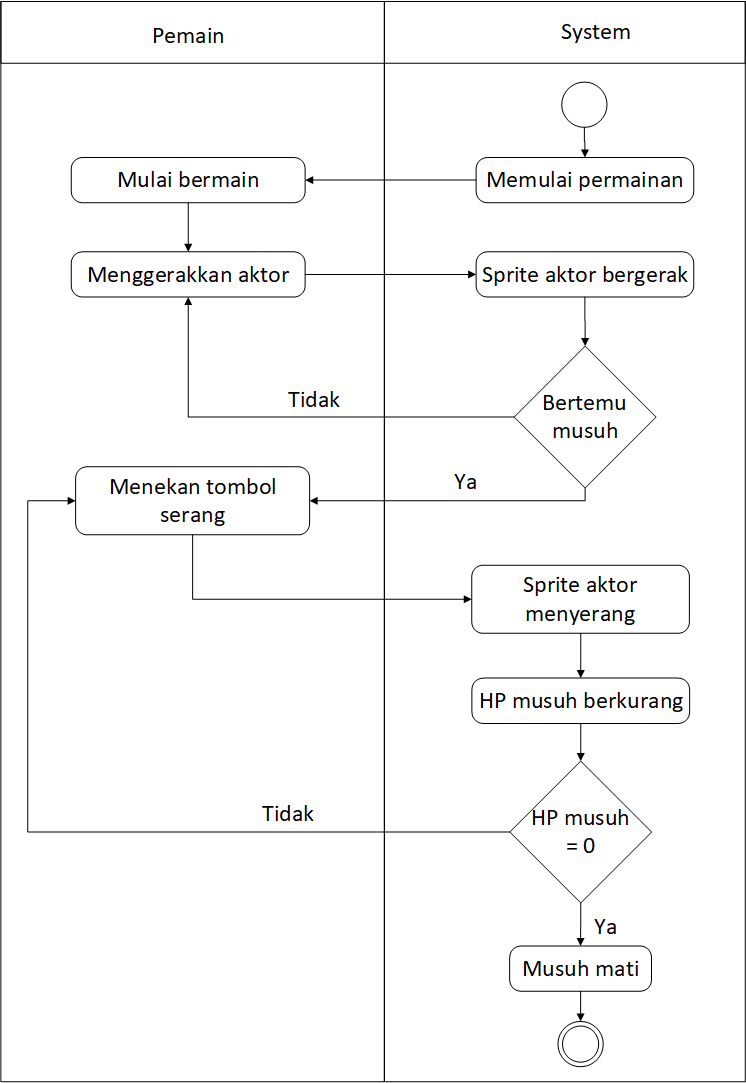 Pemain
System
Mulai bermain
Memulai permainan
Menggerakkan aktor
Sprite aktor bergerak
Tidak
Bertemu
musuh
Ya
Menekan tombol
serang
Sprite aktor
menyerang
HP musuh berkurang
Tidak
HP musuh
= 0
Ya
Musuh mati